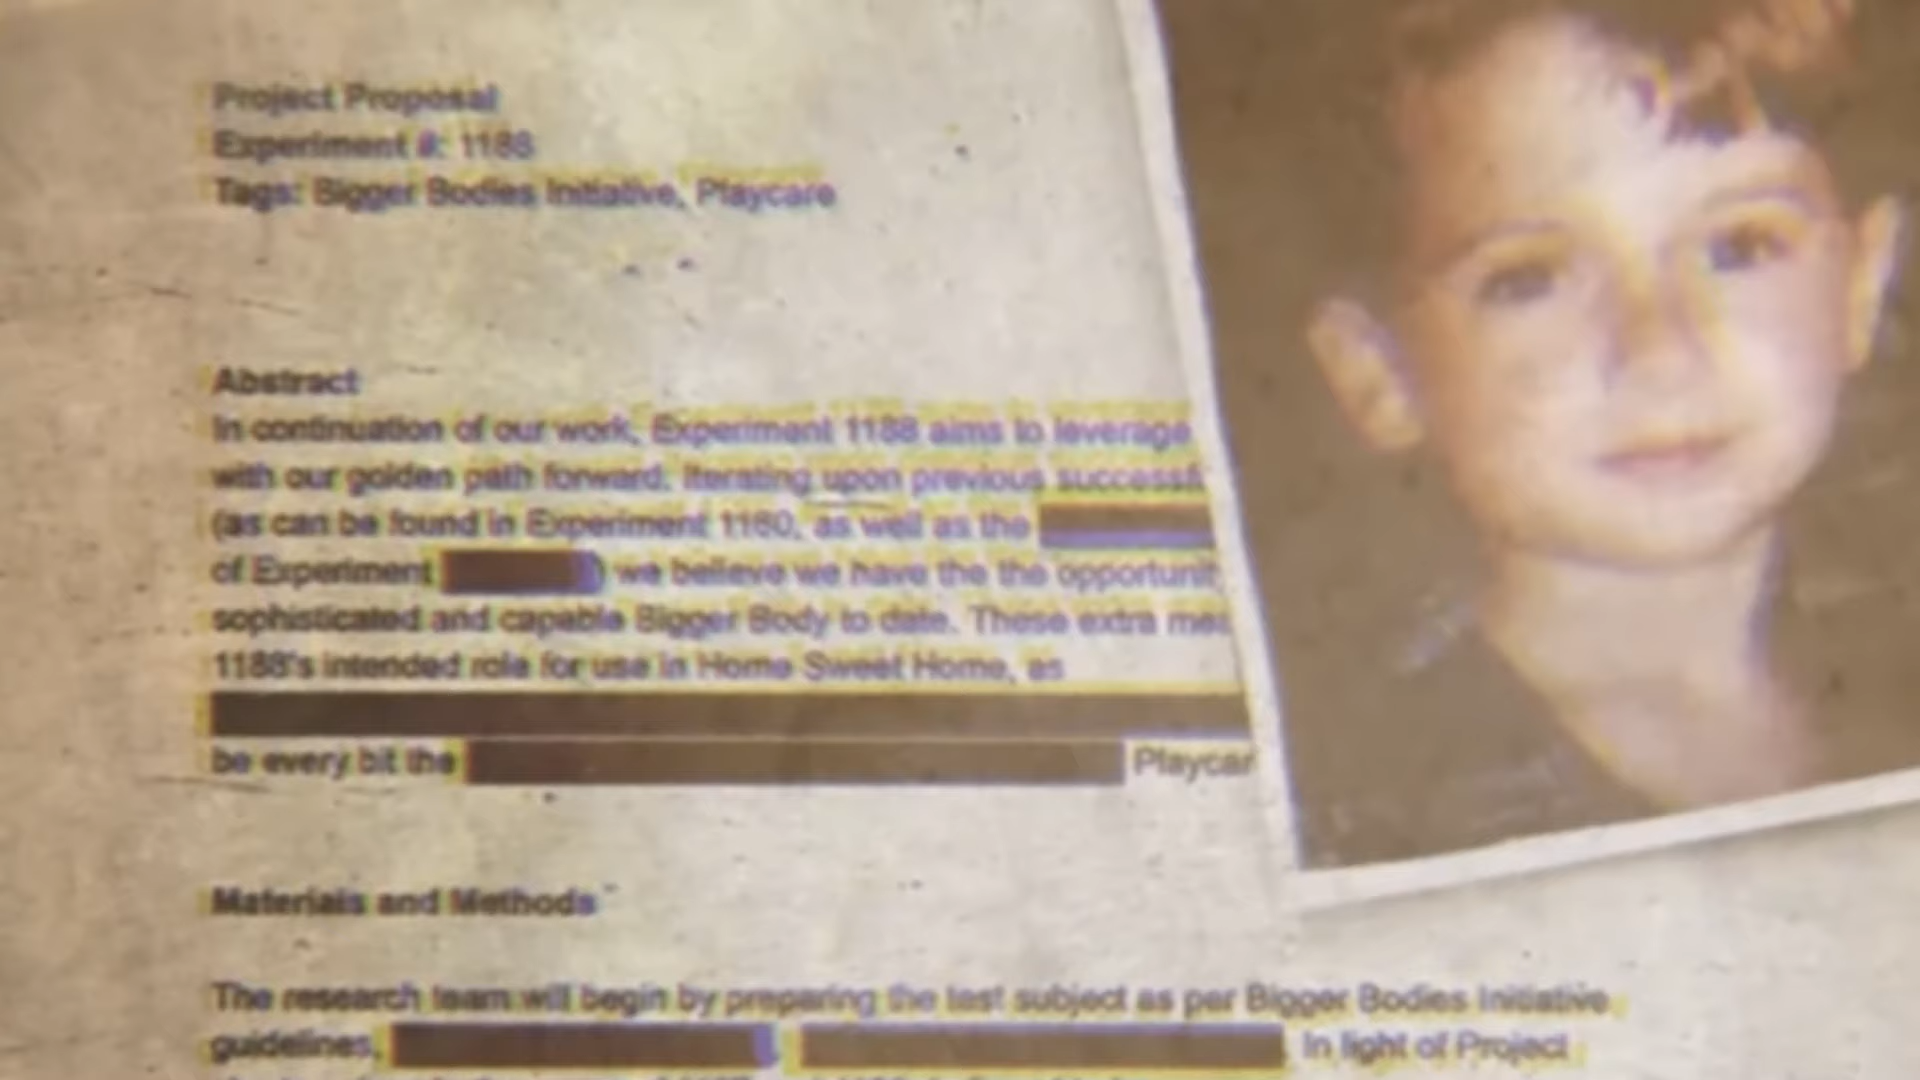 Project Proposal
Experiment #: 1188
Tags: Bigger Bodies Initiative, Playcare
Abstract
In continuation of our work, Experiment 1188 aims to leverage
with our golden path forward. Iterating upon previous
(as can be found in Experiment 1160, as well as the
of Experiment ) we believe we have the the
sophisticated and capable Bigger Body to date. These extra
1188's intended role for use in Home Sweet Home, as
be every bit the
Materials and Methods
The research team will begin by preparing the test subject as per Bigger Bodies Initiative
guidelines, . In light of Project